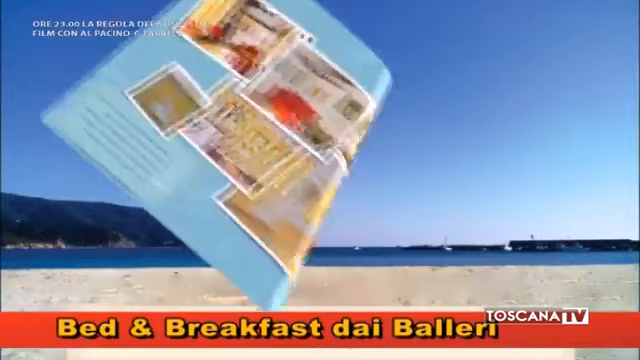 ORE 23.00 LA REGOLA DEL
FILM CON AL PACINO-C
Bed & Breakfast dai Balleri
TOSCANA TV